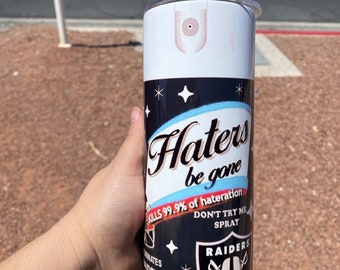 Haters
be gone
KILLS 99.9% of hateration
DON'T TRY ME
SPRAY
RAIDERS